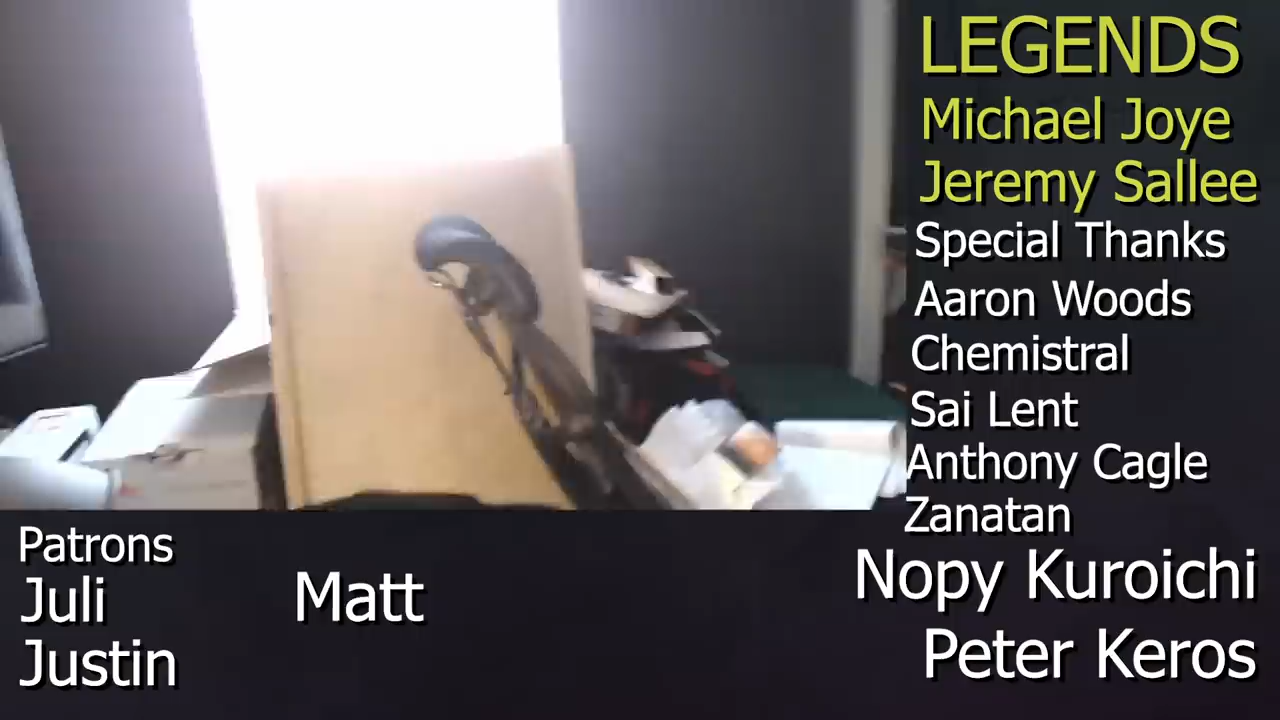 LEGENDS
Michael Joye
Jeremy Sallee
Special Thanks
Aaron Woods
Chemistral
Sai Lent
Anthony Cagle
Zanatan
Nopy Kuroichi
Peter Keros
Patrons
Juli
Matt
Justin